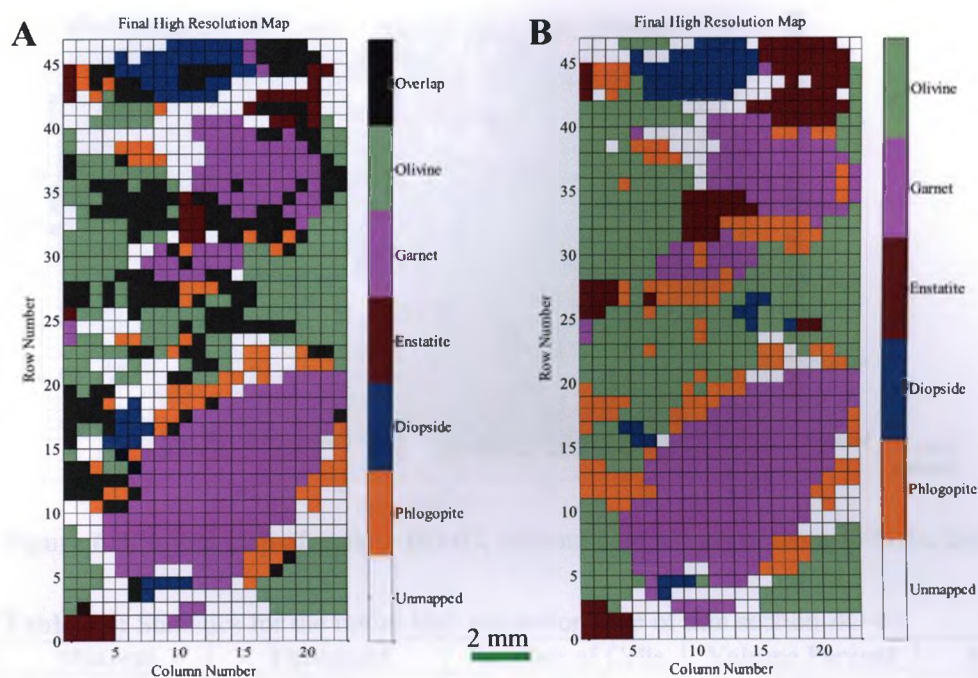 A
Final High Resolution Map
45
40
35
30
25
20
15
10
5
0
Row Number
5
10
15
20
Column Number
Overlap
Olivine
Garnet
Enstatite
Diopside
Phlogopite
Unmapped
2 mm
B
Final High Resolution Map
45
40
35
30
25
20
15
10
5
0
Row Number
5
10
15
20
Column Number
Olivine
Garnet
Enstatite
Diopside
Phlogopite
Unmapped